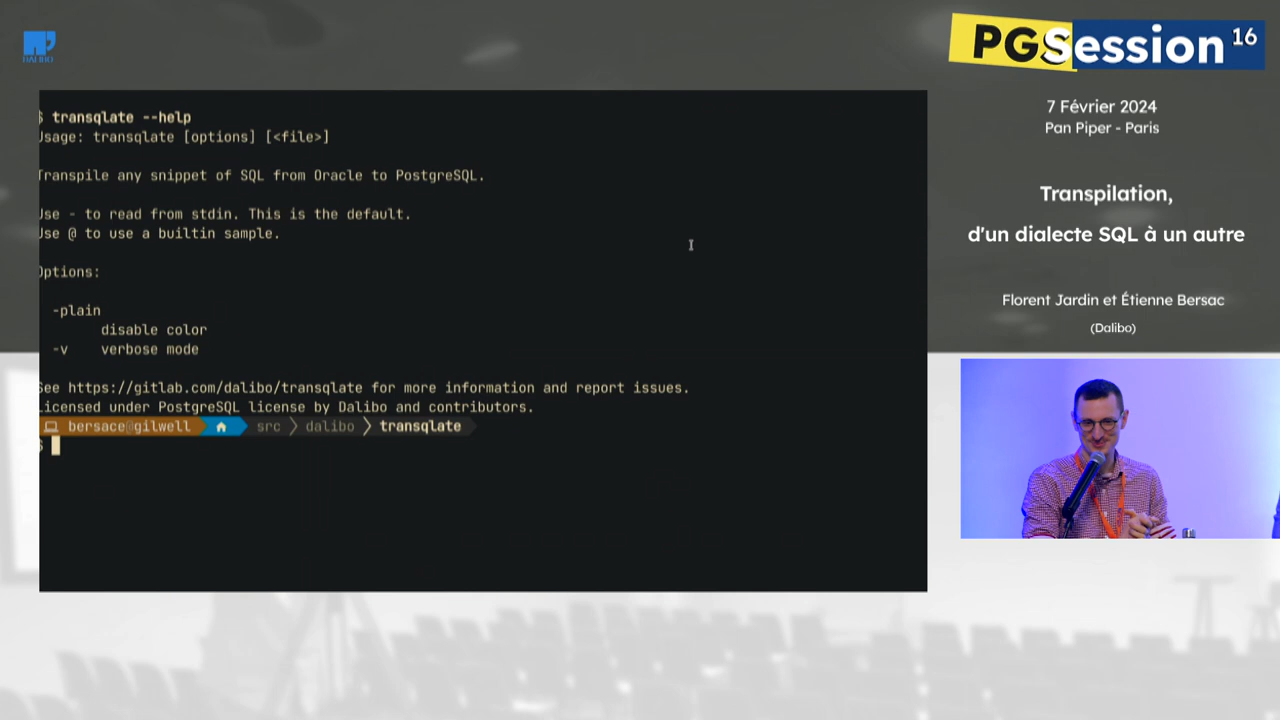 DALIBO
PGSession 16
7 Février 2024
Pan Piper - Paris
Transpilation,
d'un dialecte SQL à un autre
Florent Jardin et Étienne Bersac
(Dalibo)
$ transqlate --help
Usage: transqlate [options] [<file>]
Transpile any snippet of SQL from Oracle to PostgreSQL.
Use - to read from stdin. This is the default.
Use @ to use a builtin sample.
Options:
-plain
disable color
-v verbose mode
See https://gitlab.com/dalibo/transqlate for more information and report issues.
Licensed under PostgreSQL license by Dalibo and contributors.
bersace@gilwell src dalibo transqlate
$